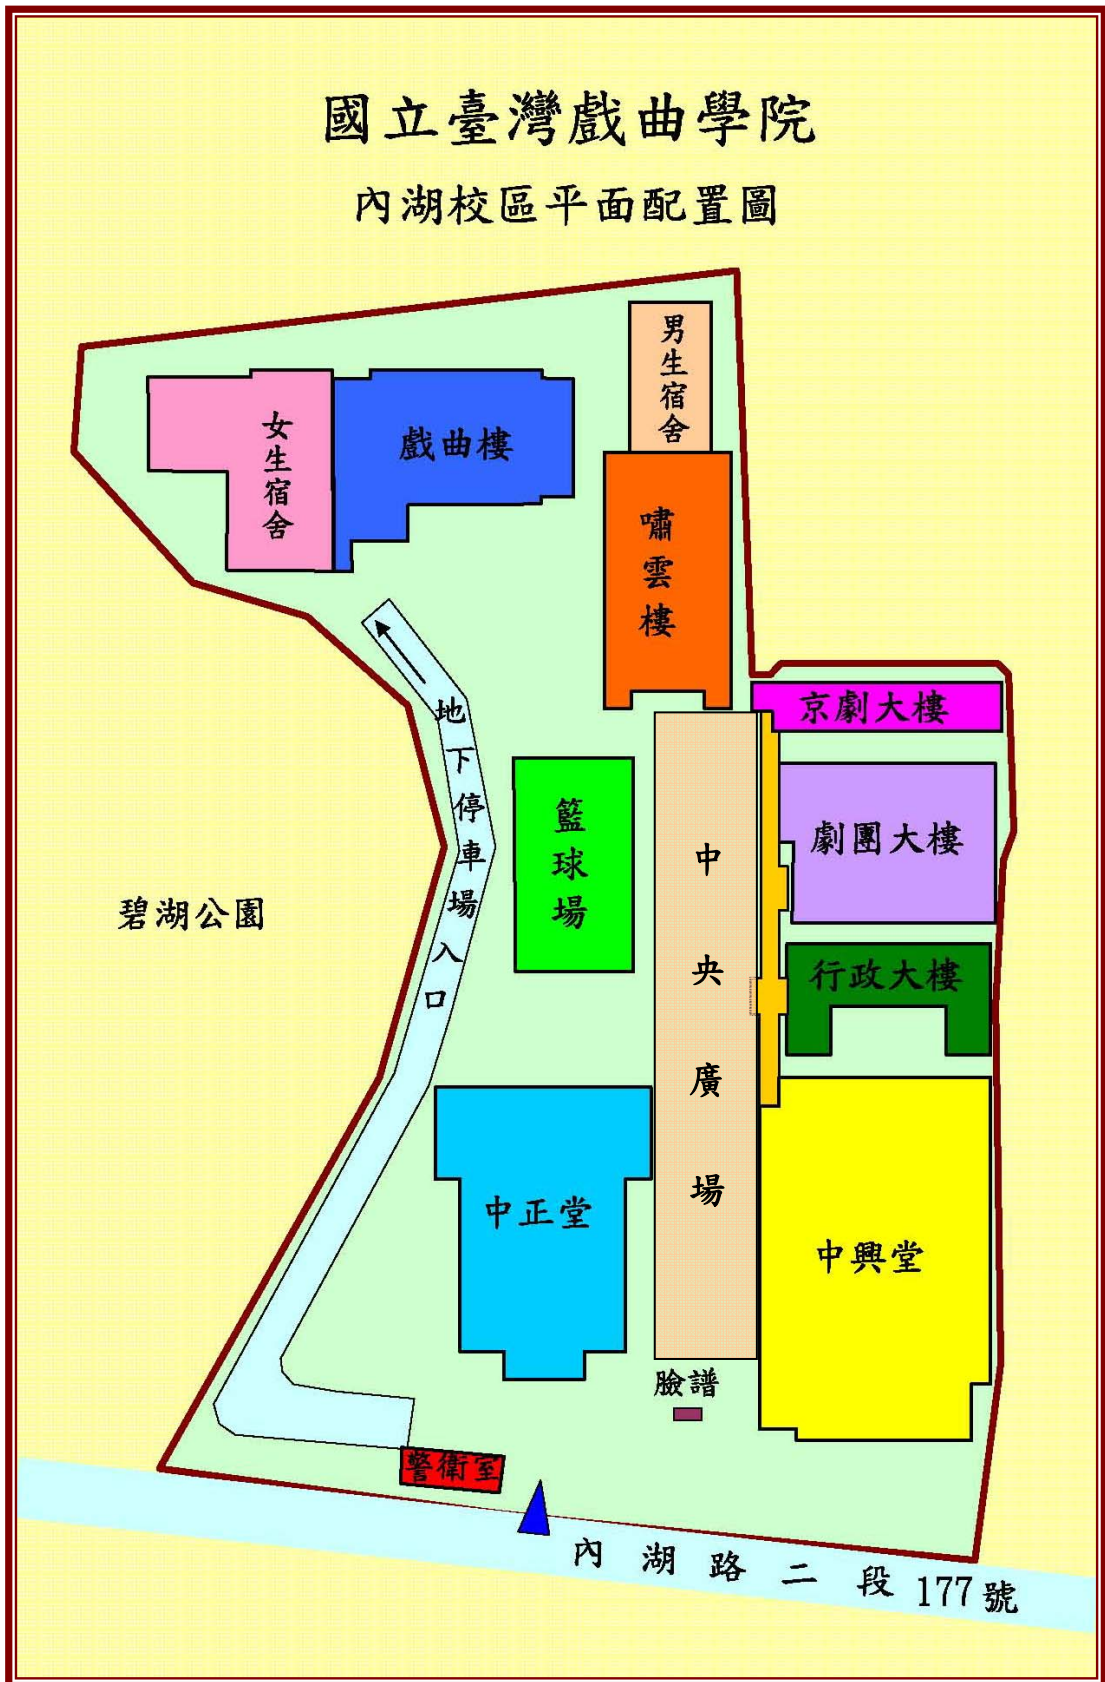 國立臺灣戲曲學院
內湖校區平面配置圖
男生宿舍
女生宿舍
戲曲樓
嘯雲樓
京劇大樓
地下停車場入口
籃球場
中央廣場
劇團大樓
碧湖公園
行政大樓
中正堂
中興堂
臉譜
警衛室
內湖路二段177號